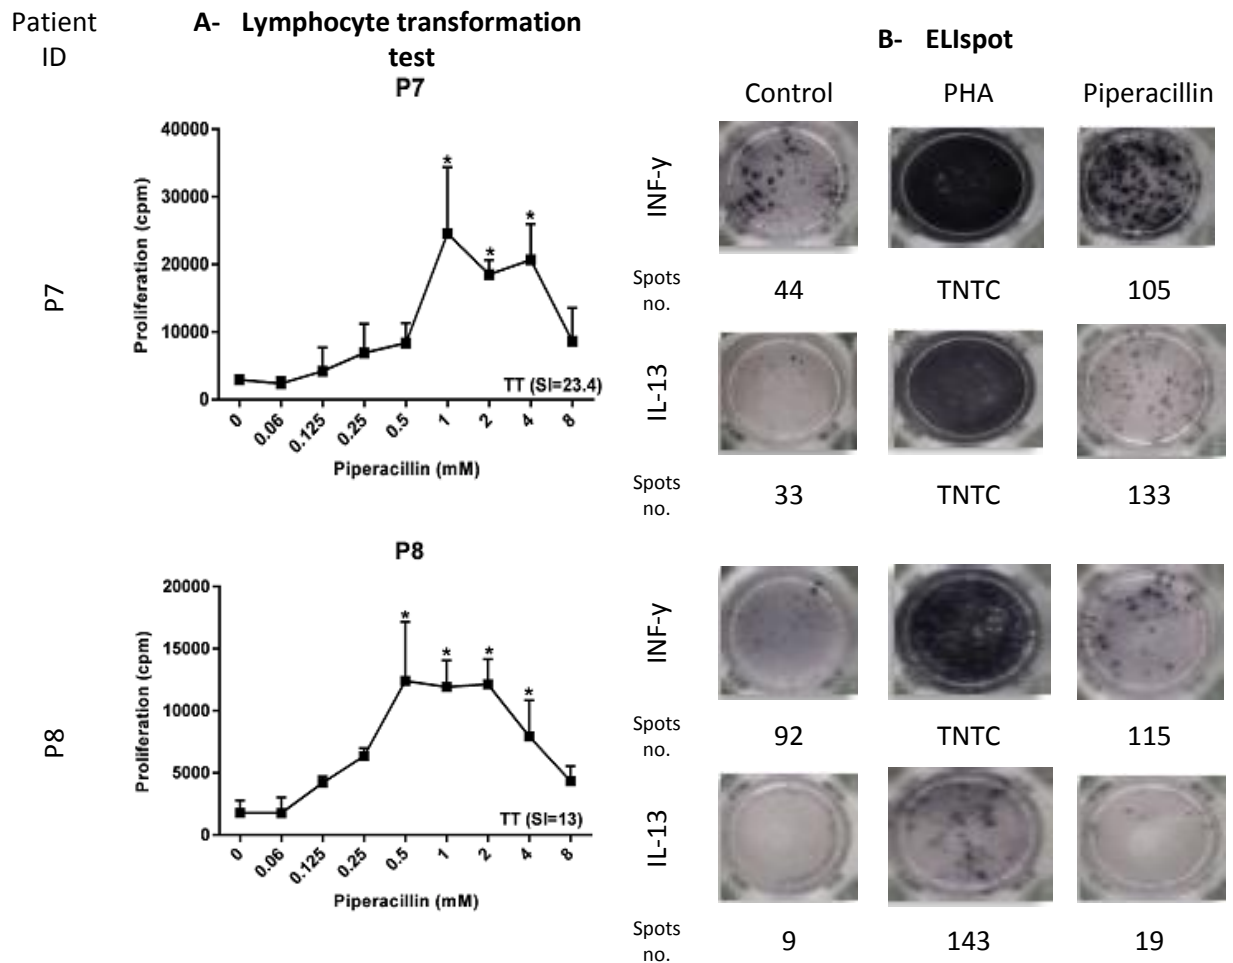 Patient
ID
A- Lymphocyte transformation
test
B- ELIspot
P7
Control
PHA
Piperacillin
P7
Proliferation (cpm)
40000
30000
20000
10000
0
*
*
*
TT (SI=23.4)
0
0.06
0.125
0.25
0.5
1
2
4
8
Piperacillin (mM)
INF-γ
Spots
no.
44
TNTC
105
IL-13
Spots
no.
33
TNTC
133
P8
P8
Proliferation (cpm)
20000
15000
10000
5000
0
*
*
*
*
TT (SI=13)
0
0.06
0.125
0.25
0.5
1
2
4
8
Piperacillin (mM)
INF-γ
Spots
no.
92
TNTC
115
IL-13
Spots
no.
9
143
19